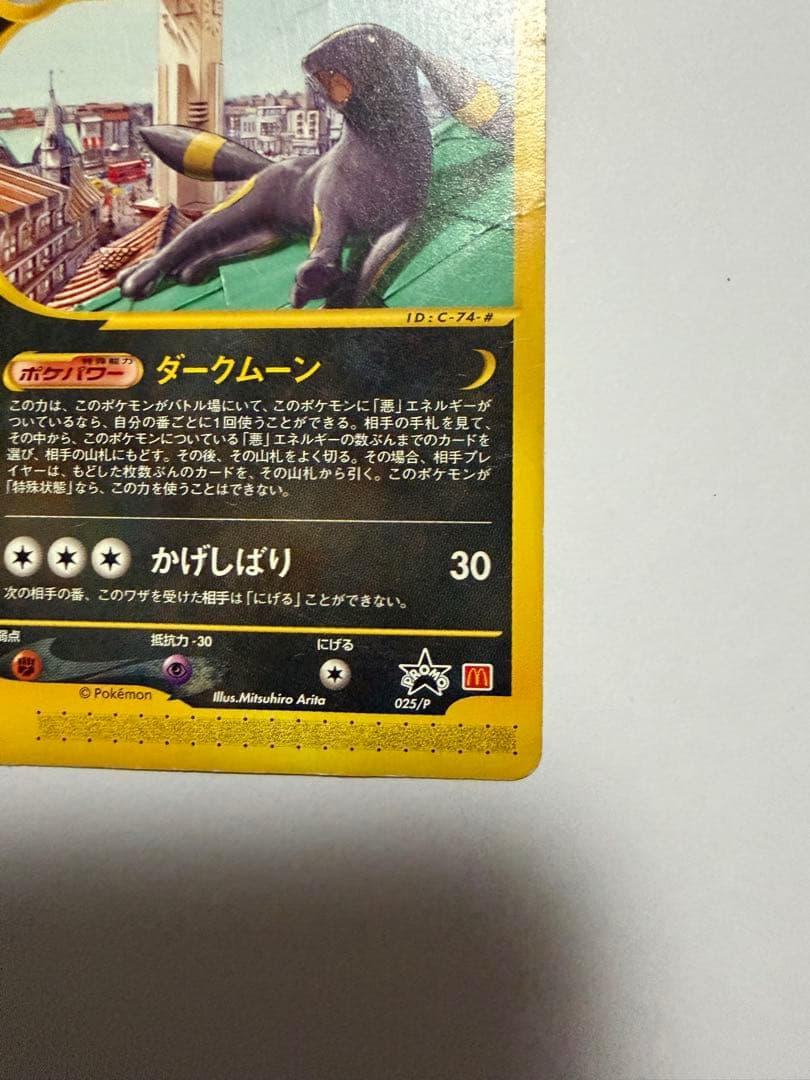 ID:C-74-#
特殊能力
ポケパワー ダークムーン
この力は、このポケモンがバトル場にいて、このポケモンに「悪」エネルギーが
ついているなら、自分の番ごとに1回使うことができる。相手の手札を見て、
その中から、このポケモンについている「悪」エネルギーの数ぶんまでのカードを
選び、相手の山札にもどす。その後、その山札をよく切る。その場合、相手プレ
イヤーは、もどした枚数ぶんのカードを、その山札から引く。このポケモンが
「特殊状態」なら、この力を使うことはできない。
かげしばり 30
次の相手の番、このワザを受けた相手は「にげる」ことができない。
弱点 抵抗力-30 にげる
PROMO
©Pokémon Illus.Mitsuhiro Arita 025/P